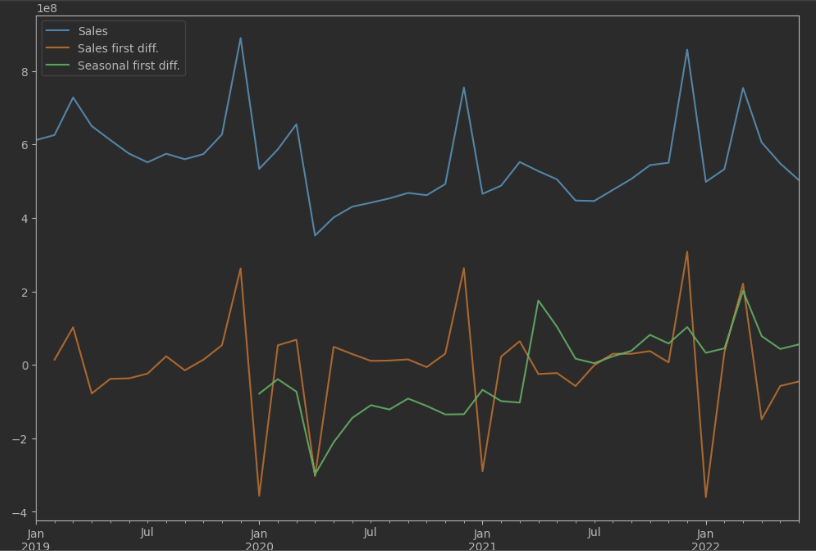 1e8
Sales
Sales first diff.
Seasonal first diff.
8
6
4
2
0
−2
−4
Jan Jul Jan Jul Jan Jul Jan
2019 2020 2021 2022